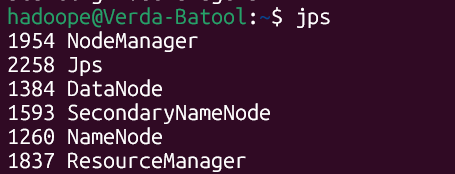 hadoope@Verda-Batool:~$ jps
1954 NodeManager
2258 Jps
1384 DataNode
1593 SecondaryNameNode
1260 NameNode
1837 ResourceManager